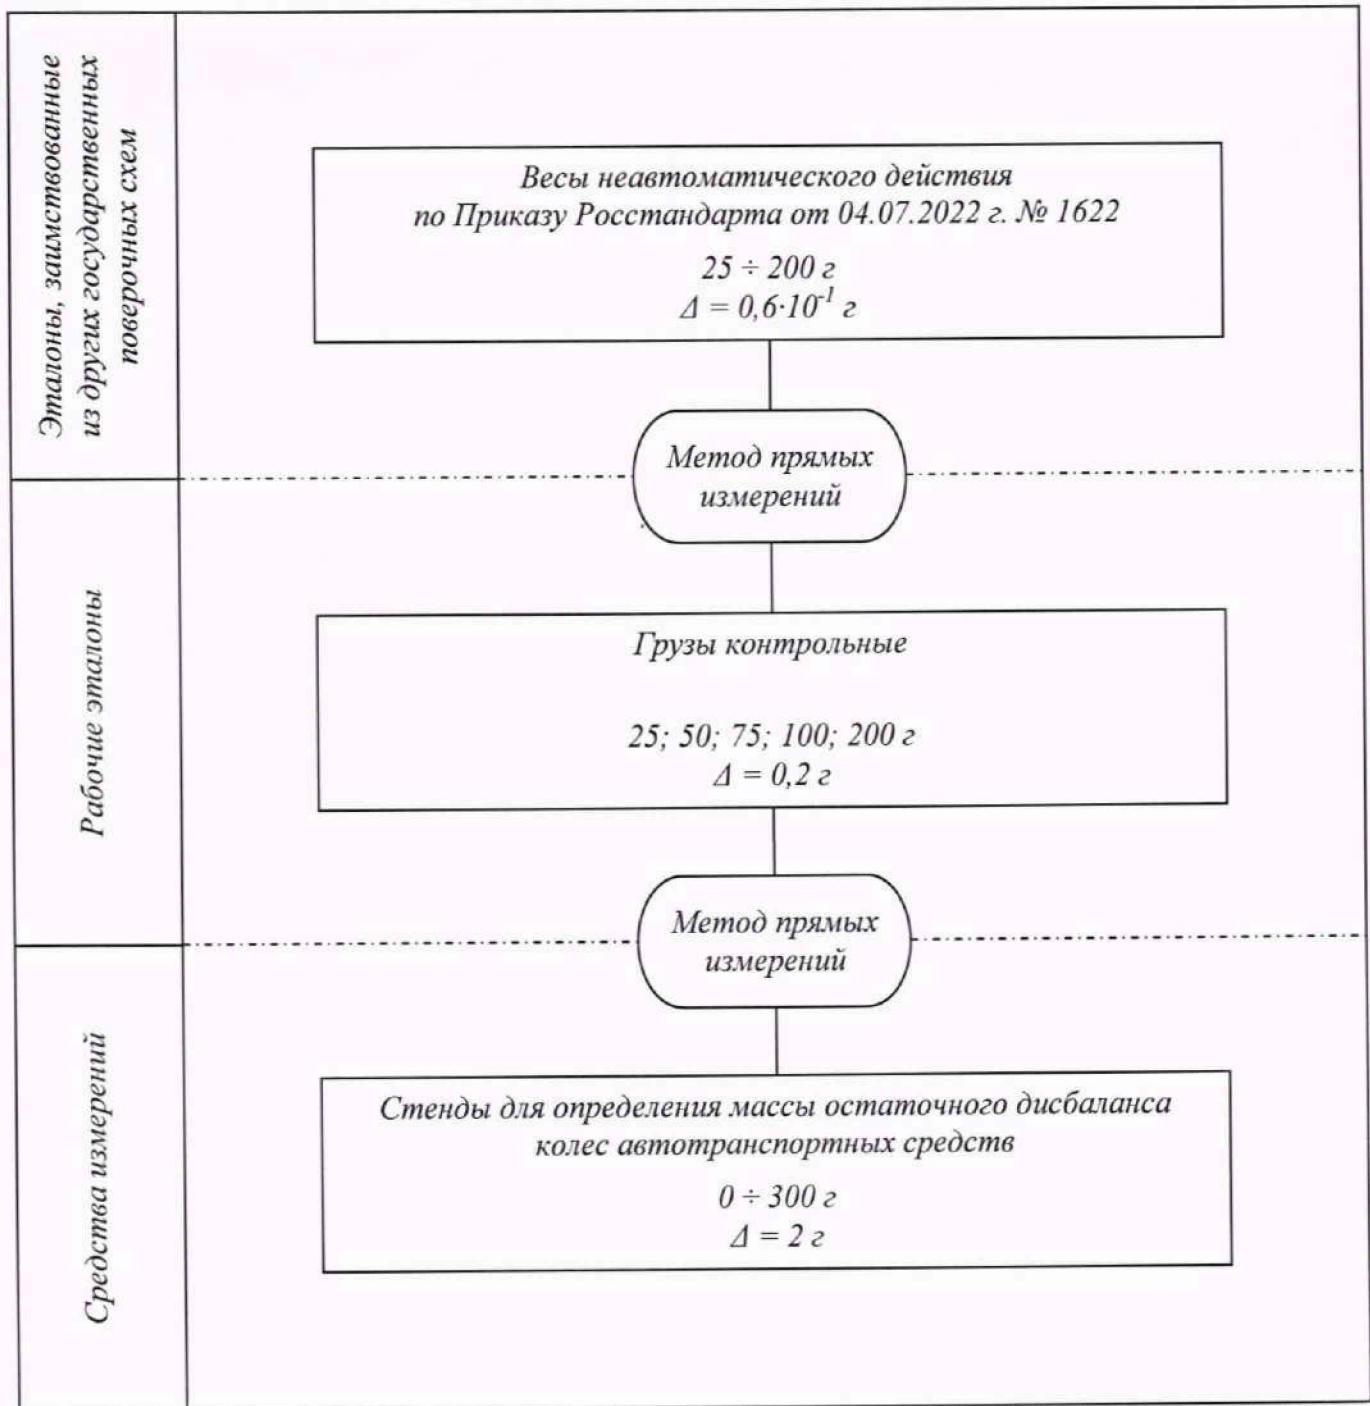 Эталоны, заимствованные
из других государственных
поверочных схем
Весы неавтоматического действия
по Приказу Росстандарта от 04.07.2022 г. № 1622
25 ÷ 200 г
Δ = 0,6·10⁻¹ г
Метод прямых
измерений
Рабочие эталоны
Грузы контрольные
25; 50; 75; 100; 200 г
Δ = 0,2 г
Метод прямых
измерений
Средства измерений
Стенды для определения массы остаточного дисбаланса
колес автотранспортных средств
0 ÷ 300 г
Δ = 2 г